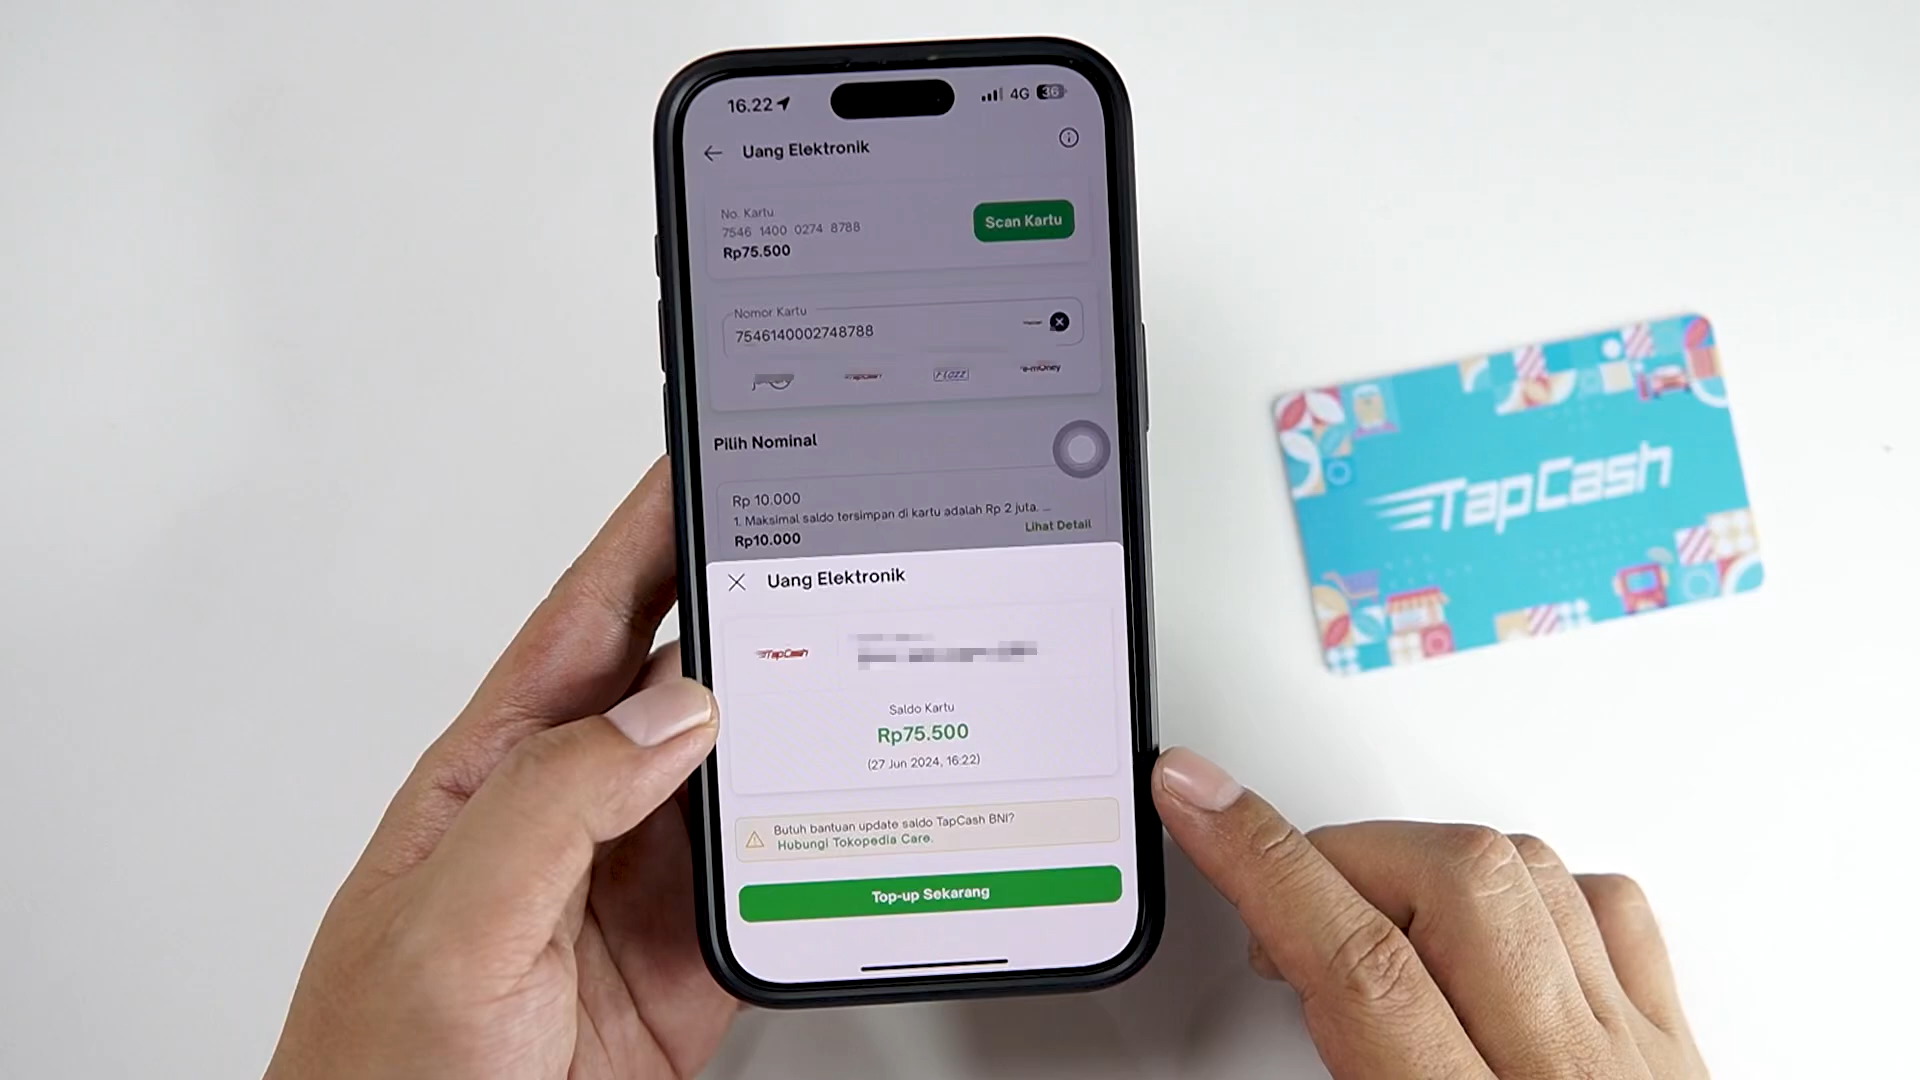 16.22
4G 36
Uang Elektronik
No. Kartu
7546 1400 0274 8788
Rp75.500
Scan Kartu
Nomor Kartu
7546140002748788
TapCash
Flazz
e-money
Pilih Nominal
Rp 10.000
1. Maksimal saldo tersimpan di kartu adalah Rp 2 juta. ...
Lihat Detail
Rp10.000
Uang Elektronik
TapCash
Saldo Kartu
Rp75.500
(27 Jun 2024, 16:22)
Butuh bantuan update saldo TapCash BNI?
Hubungi Tokopedia Care.
Top-up Sekarang
TapCash